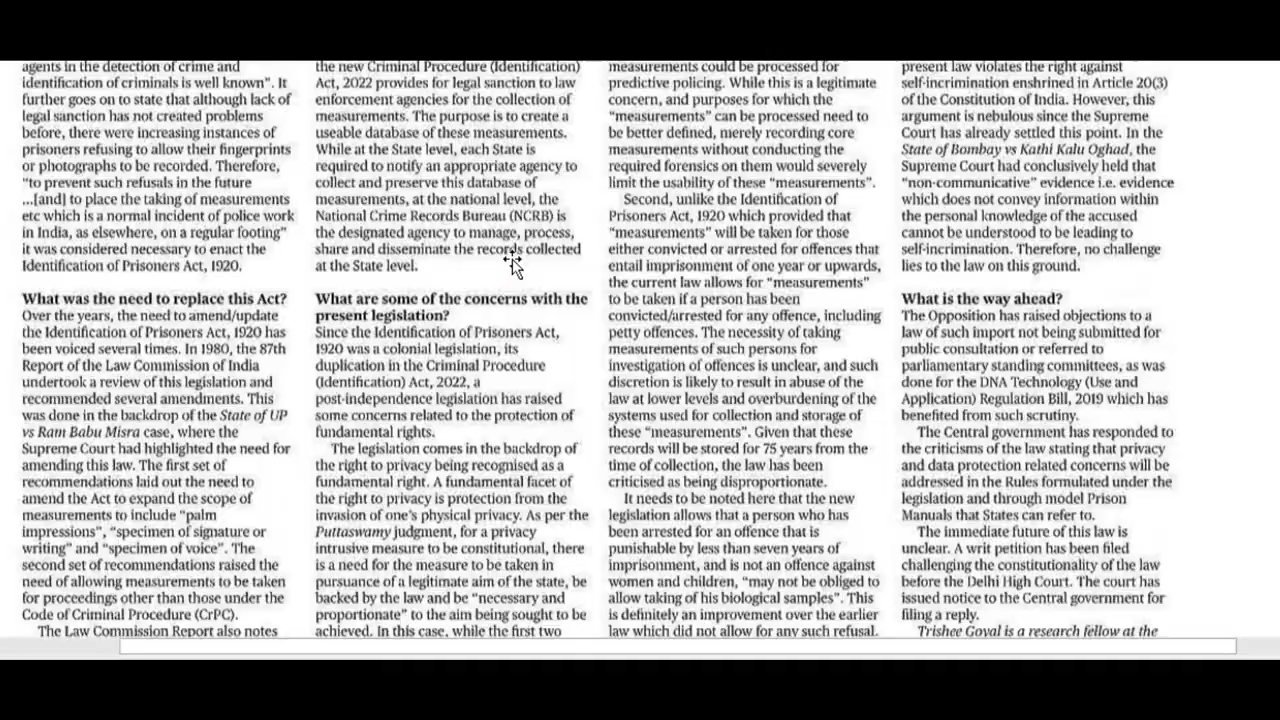 agents in the detection of crime and
identification of criminals is well known”. It
further goes on to state that although lack of
legal sanction has not created problems
before, there were increasing instances of
prisoners refusing to allow their fingerprints
or photographs to be recorded. Therefore,
“to prevent such refusals in the future
...[and] to place the taking of measurements
etc which is a normal incident of police work
in India, as elsewhere, on a regular footing”
it was considered necessary to enact the
Identification of Prisoners Act, 1920.
What was the need to replace this Act?
Over the years, the need to amend/update
the Identification of Prisoners Act, 1920 has
been voiced several times. In 1980, the 87th
Report of the Law Commission of India
undertook a review of this legislation and
recommended several amendments. This
was done in the backdrop of the State of UP
vs Ram Babu Misra case, where the
Supreme Court had highlighted the need for
amending this law. The first set of
recommendations laid out the need to
amend the Act to expand the scope of
measurements to include “palm
impressions”, “specimen of signature or
writing” and “specimen of voice”. The
second set of recommendations raised the
need of allowing measurements to be taken
for proceedings other than those under the
Code of Criminal Procedure (CrPC).
The Law Commission Report also notes
the new Criminal Procedure (Identification)
Act, 2022 provides for legal sanction to law
enforcement agencies for the collection of
measurements. The purpose is to create a
useable database of these measurements.
While at the State level, each State is
required to notify an appropriate agency to
collect and preserve this database of
measurements, at the national level, the
National Crime Records Bureau (NCRB) is
the designated agency to manage, process,
share and disseminate the records collected
at the State level.
What are some of the concerns with the
present legislation?
Since the Identification of Prisoners Act,
1920 was a colonial legislation, its
duplication in the Criminal Procedure
(Identification) Act, 2022, a
post-independence legislation has raised
some concerns related to the protection of
fundamental rights.
The legislation comes in the backdrop of
the right to privacy being recognised as a
fundamental right. A fundamental facet of
the right to privacy is protection from the
invasion of one’s physical privacy. As per the
Puttaswamy judgment, for a privacy
intrusive measure to be constitutional, there
is a need for the measure to be taken in
pursuance of a legitimate aim of the state, be
backed by the law and be “necessary and
proportionate” to the aim being sought to be
achieved. In this case, while the first two
measurements could be processed for
predictive policing. While this is a legitimate
concern, and purposes for which the
“measurements” can be processed need to
be better defined, merely recording core
measurements without conducting the
required forensics on them would severely
limit the usability of these “measurements”.
Second, unlike the Identification of
Prisoners Act, 1920 which provided that
“measurements” will be taken for those
either convicted or arrested for offences that
entail imprisonment of one year or upwards,
the current law allows for “measurements”
to be taken if a person has been
convicted/arrested for any offence, including
petty offences. The necessity of taking
measurements of such persons for
investigation of offences is unclear, and such
discretion is likely to result in abuse of the
law at lower levels and overburdening of the
systems used for collection and storage of
these “measurements”. Given that these
records will be stored for 75 years from the
time of collection, the law has been
criticised as being disproportionate.
It needs to be noted here that the new
legislation allows that a person who has
been arrested for an offence that is
punishable by less than seven years of
imprisonment, and is not an offence against
women and children, “may not be obliged to
allow taking of his biological samples”. This
is definitely an improvement over the earlier
law which did not allow for any such refusal.
present law violates the right against
self-incrimination enshrined in Article 20(3)
of the Constitution of India. However, this
argument is nebulous since the Supreme
Court has already settled this point. In the
State of Bombay vs Kathi Kalu Oghad, the
Supreme Court had conclusively held that
“non-communicative” evidence i.e. evidence
which does not convey information within
the personal knowledge of the accused
cannot be understood to be leading to
self-incrimination. Therefore, no challenge
lies to the law on this ground.
What is the way ahead?
The Opposition has raised objections to a
law of such import not being submitted for
public consultation or referred to
parliamentary standing committees, as was
done for the DNA Technology (Use and
Application) Regulation Bill, 2019 which has
benefited from such scrutiny.
The Central government has responded to
the criticisms of the law stating that privacy
and data protection related concerns will be
addressed in the Rules formulated under the
legislation and through model Prison
Manuals that States can refer to.
The immediate future of this law is
unclear. A writ petition has been filed
challenging the constitutionality of the law
before the Delhi High Court. The court has
issued notice to the Central government for
filing a reply.
Trishee Goyal is a research fellow at the